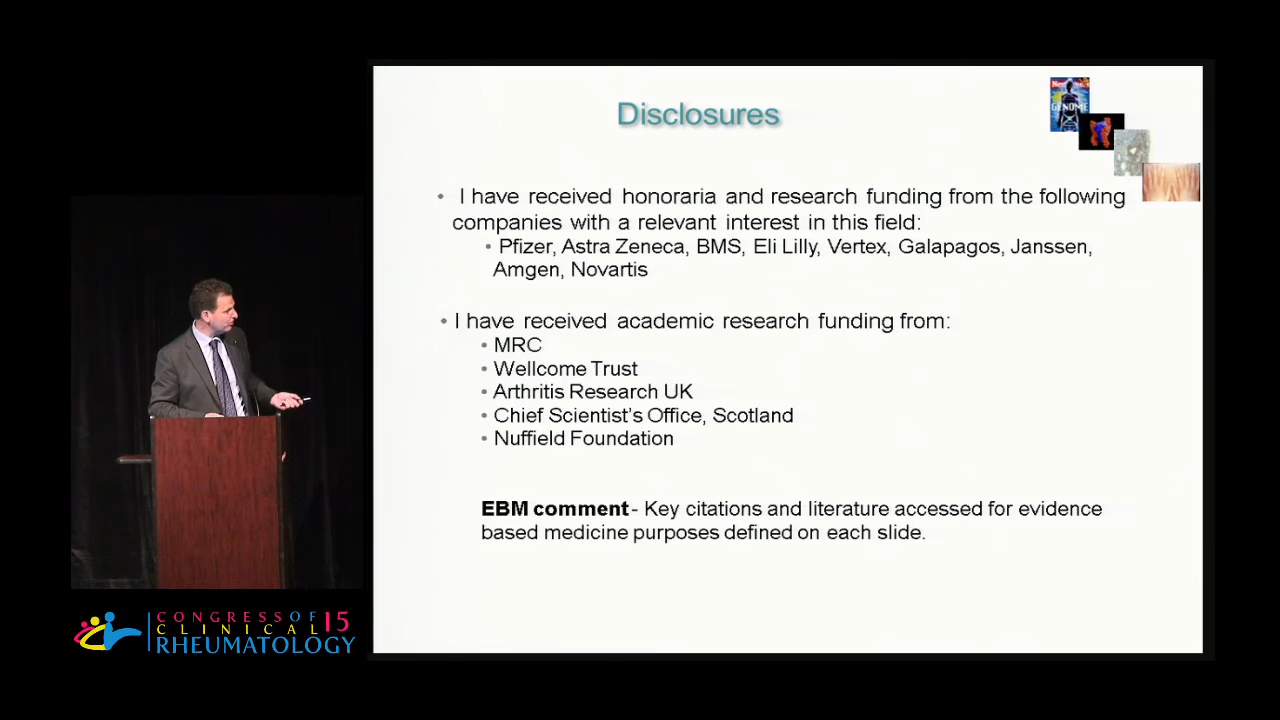 Disclosures
GENOME
• I have received honoraria and research funding from the following
companies with a relevant interest in this field:
• Pfizer, Astra Zeneca, BMS, Eli Lilly, Vertex, Galapagos, Janssen,
Amgen, Novartis
• I have received academic research funding from:
• MRC
• Wellcome Trust
• Arthritis Research UK
• Chief Scientist's Office, Scotland
• Nuffield Foundation
EBM comment- Key citations and literature accessed for evidence
based medicine purposes defined on each slide.
CONGRESS OF 15
CLINICAL
RHEUMATOLOGY